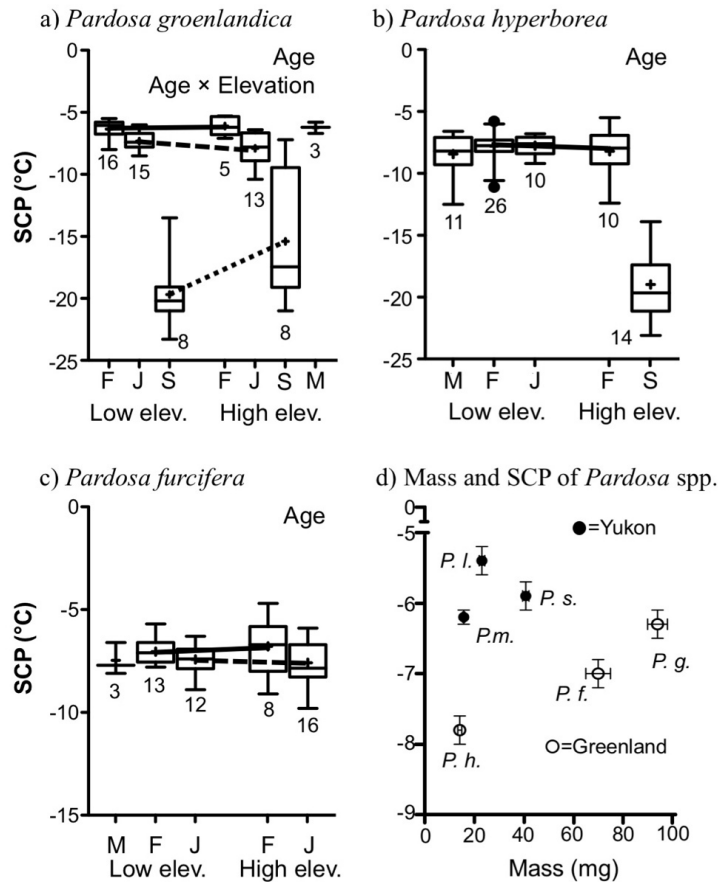 a) Pardosa groenlandica
0
-5
-10
-15
-20
-25
SCP (°C)
Age
Age × Elevation
16
15
8
5
13
8
3
F J S F J S M
Low elev. High elev.
b) Pardosa hyperborea
0
-5
-10
-15
-20
-25
Age
11
26
10
10
14
M F J F S
Low elev. High elev.
c) Pardosa furcifera
0
-5
-10
-15
SCP (°C)
Age
3
13
12
8
16
M F J F J
Low elev. High elev.
d) Mass and SCP of Pardosa spp.
0
-5
-6
-7
-8
-9
=Yukon
P. l.
P. s.
P.m.
P. g.
P. f.
P. h.
=Greenland
0 20 40 60 80 100
Mass (mg)